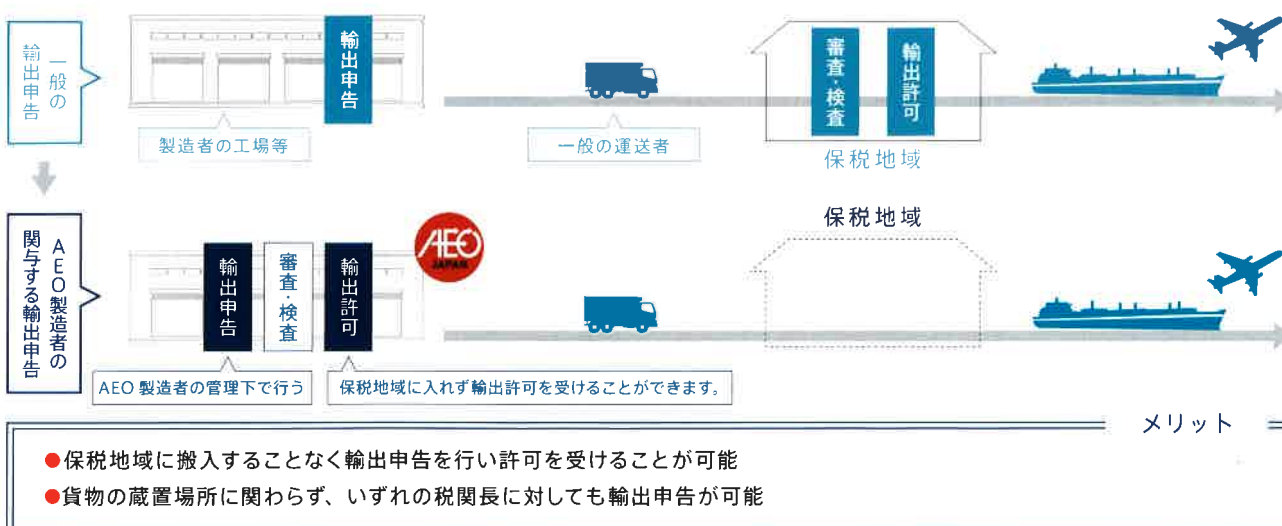 一般の
輸出申告
輸出申告
製造者の工場等
一般の運送者
審査・検査
輸出許可
保税地域
AEO製造者の
関与する輸出申告
輸出申告
審査・検査
輸出許可
AEO
JAPAN
保税地域
AEO 製造者の管理下で行う
保税地域に入れず輸出許可を受けることができます。
メリット
●保税地域に搬入することなく輸出申告を行い許可を受けることが可能
●貨物の蔵置場所に関わらず、いずれの税関長に対しても輸出申告が可能